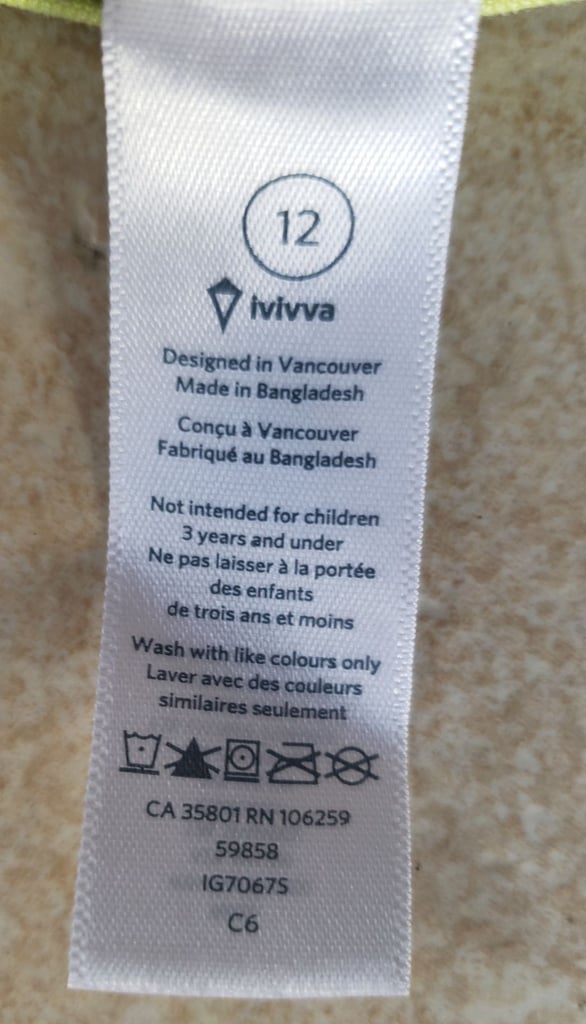 12
ivivva
Designed in Vancouver
Made in Bangladesh
Conçu à Vancouver
Fabriqué au Bangladesh
Not intended for children
3 years and under
Ne pas laisser à la portée
des enfants
de trois ans et moins
Wash with like colours only
Laver avec des couleurs
similaires seulement
CA 35801 RN 106259
59858
IG7067S
C6